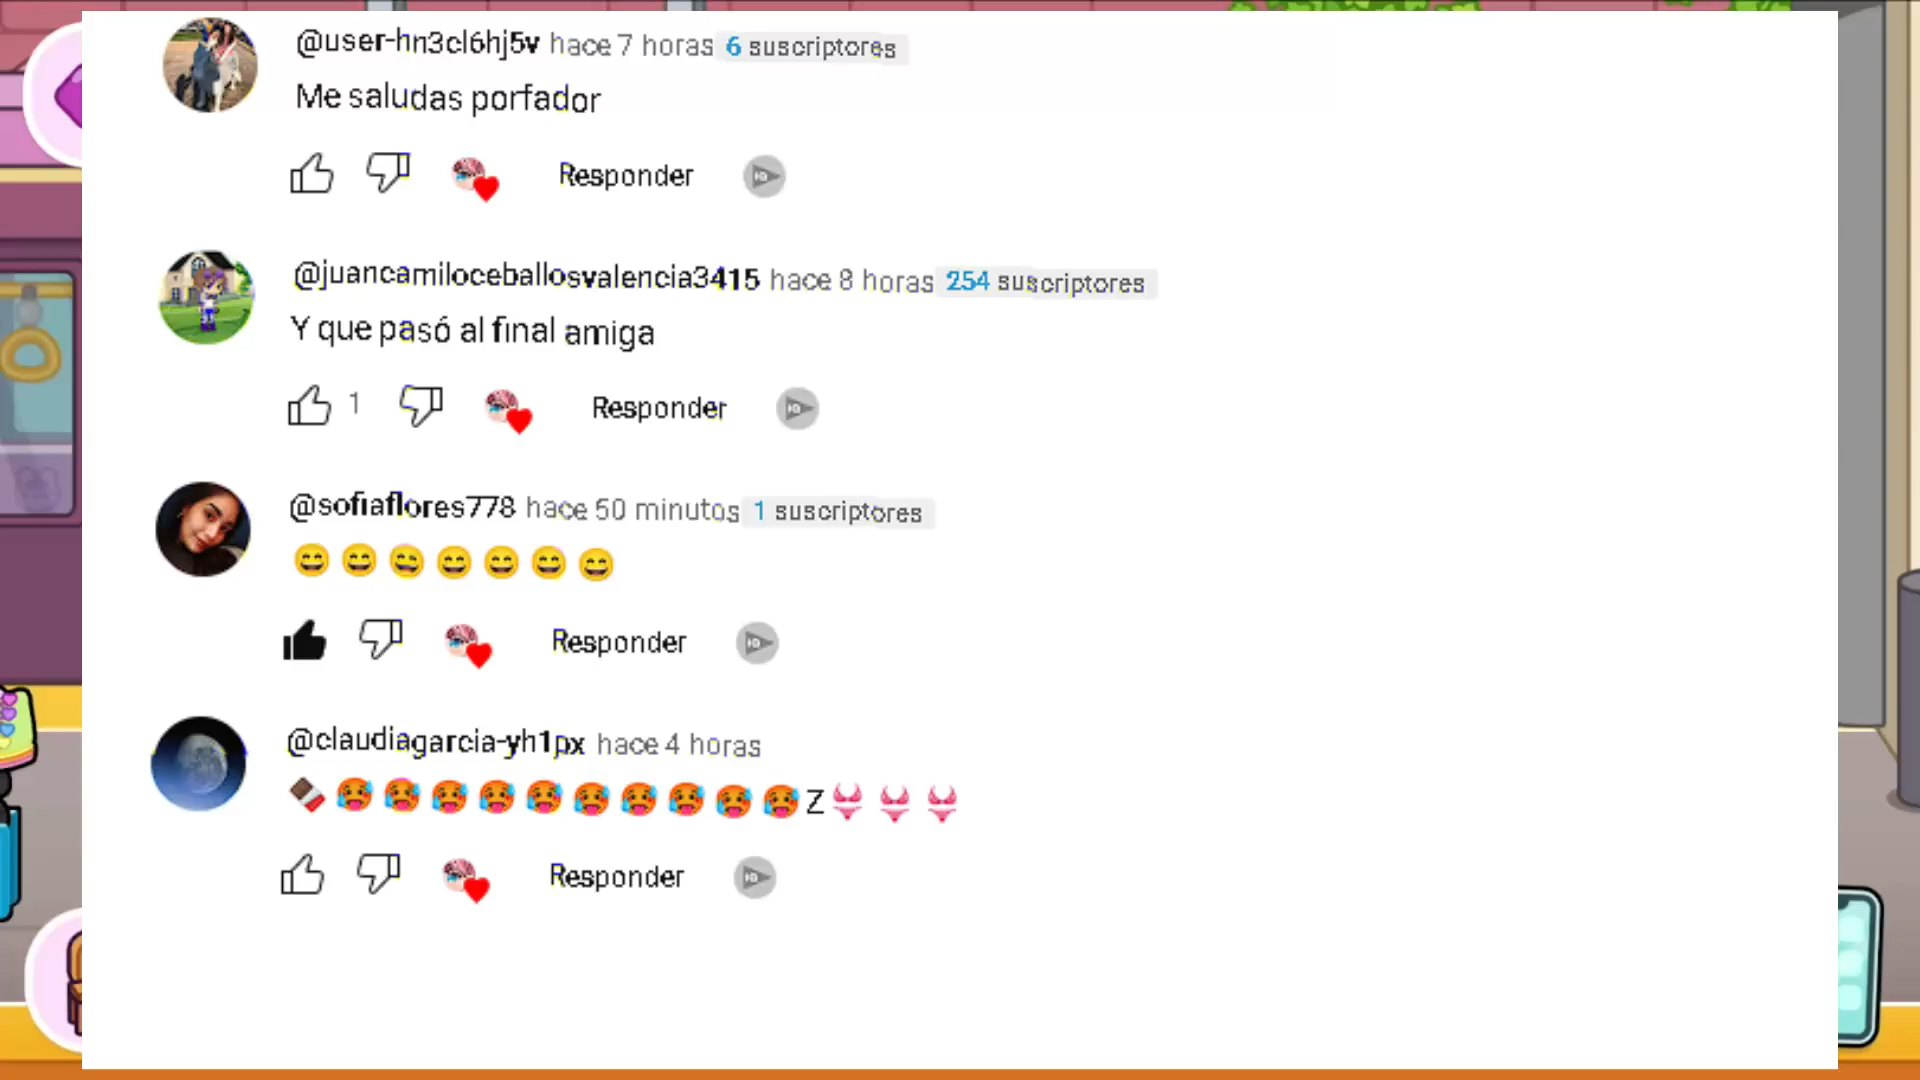 @user-hn3cl6hj5v hace 7 horas 6 suscriptores
Me saludas porfador
Responder
@juancamiloceballosvalencia3415 hace 8 horas 254 suscriptores
Y que pasó al final amiga
1 Responder
@sofiaflores778 hace 50 minutos 1 suscriptores
😄😄😄😄😄😄😄
Responder
@claudiagarcia-yh1px hace 4 horas
🍫🥵🥵🥵🥵🥵🥵🥵🥵🥵🥵Z👙👙👙
Responder